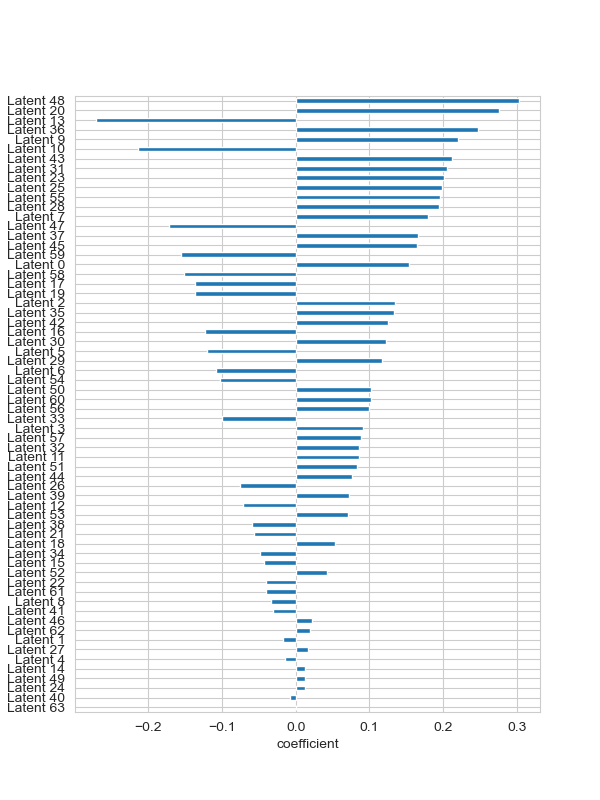 Latent 48
Latent 20
Latent 13
Latent 36
Latent 9
Latent 10
Latent 43
Latent 31
Latent 23
Latent 25
Latent 55
Latent 28
Latent 7
Latent 47
Latent 37
Latent 45
Latent 59
Latent 0
Latent 58
Latent 17
Latent 19
Latent 2
Latent 35
Latent 42
Latent 16
Latent 30
Latent 5
Latent 29
Latent 6
Latent 54
Latent 50
Latent 60
Latent 56
Latent 33
Latent 3
Latent 57
Latent 32
Latent 11
Latent 51
Latent 44
Latent 26
Latent 39
Latent 12
Latent 53
Latent 38
Latent 21
Latent 18
Latent 34
Latent 15
Latent 52
Latent 22
Latent 61
Latent 8
Latent 41
Latent 46
Latent 62
Latent 1
Latent 27
Latent 4
Latent 14
Latent 49
Latent 24
Latent 40
Latent 63
−0.2 −0.1 0.0 0.1 0.2 0.3
coefficient